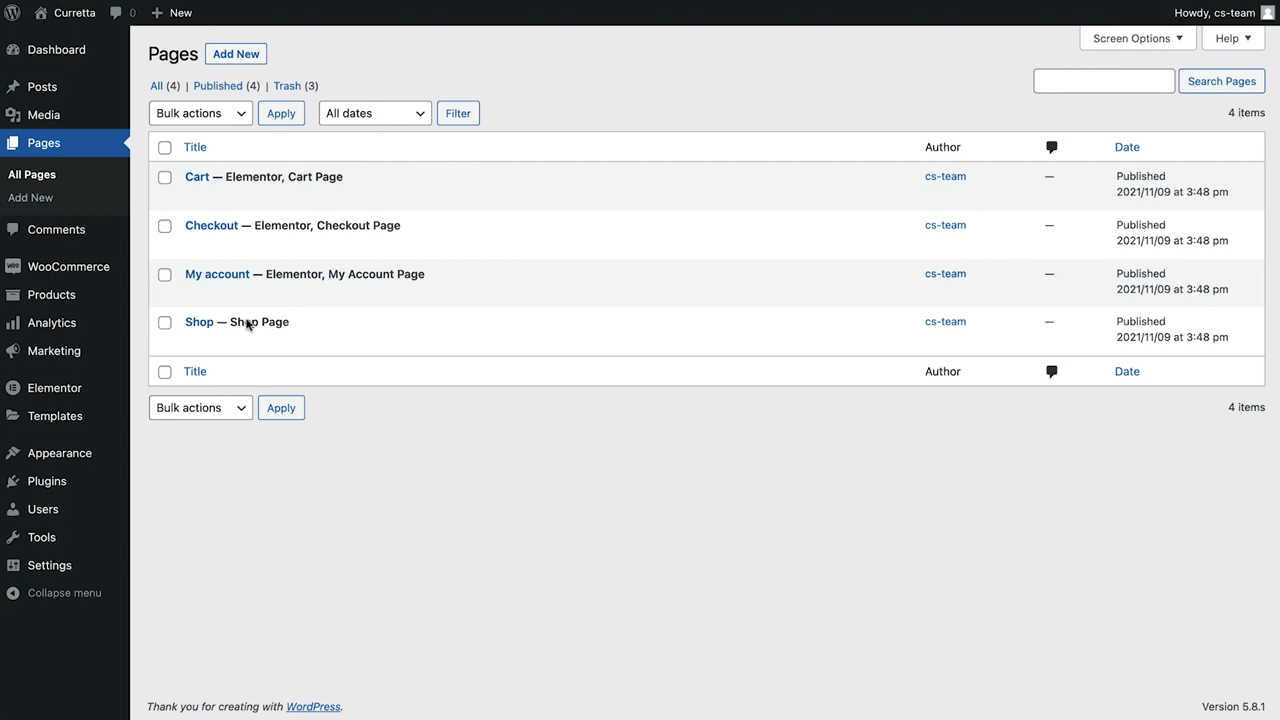 Curretta 0 New Howdy, cs-team
Dashboard
Posts
Media
Pages
All Pages
Add New
Comments
WooCommerce
Products
Analytics
Marketing
Elementor
Templates
Appearance
Plugins
Users
Tools
Settings
Collapse menu
Screen Options Help
Pages Add New
All (4) | Published (4) | Trash (3)
Search Pages
Bulk actions Apply All dates Filter 4 items
Title Author Date
Cart — Elementor, Cart Page cs-team — Published
2021/11/09 at 3:48 pm
Checkout — Elementor, Checkout Page cs-team — Published
2021/11/09 at 3:48 pm
My account — Elementor, My Account Page cs-team — Published
2021/11/09 at 3:48 pm
Shop — Shop Page cs-team — Published
2021/11/09 at 3:48 pm
Title Author Date
Bulk actions Apply 4 items
Thank you for creating with WordPress. Version 5.8.1